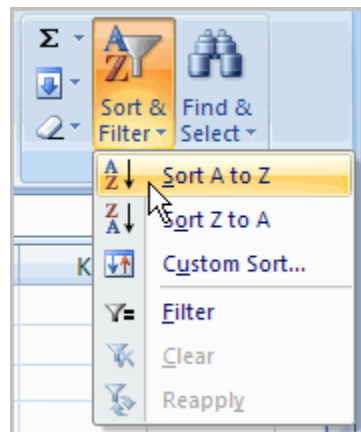 Σ
A
Z
Sort &
Filter
Find &
Select
A
Z
Sort A to Z
Z
A
Sort Z to A
K
Custom Sort...
Filter
Clear
Reapply